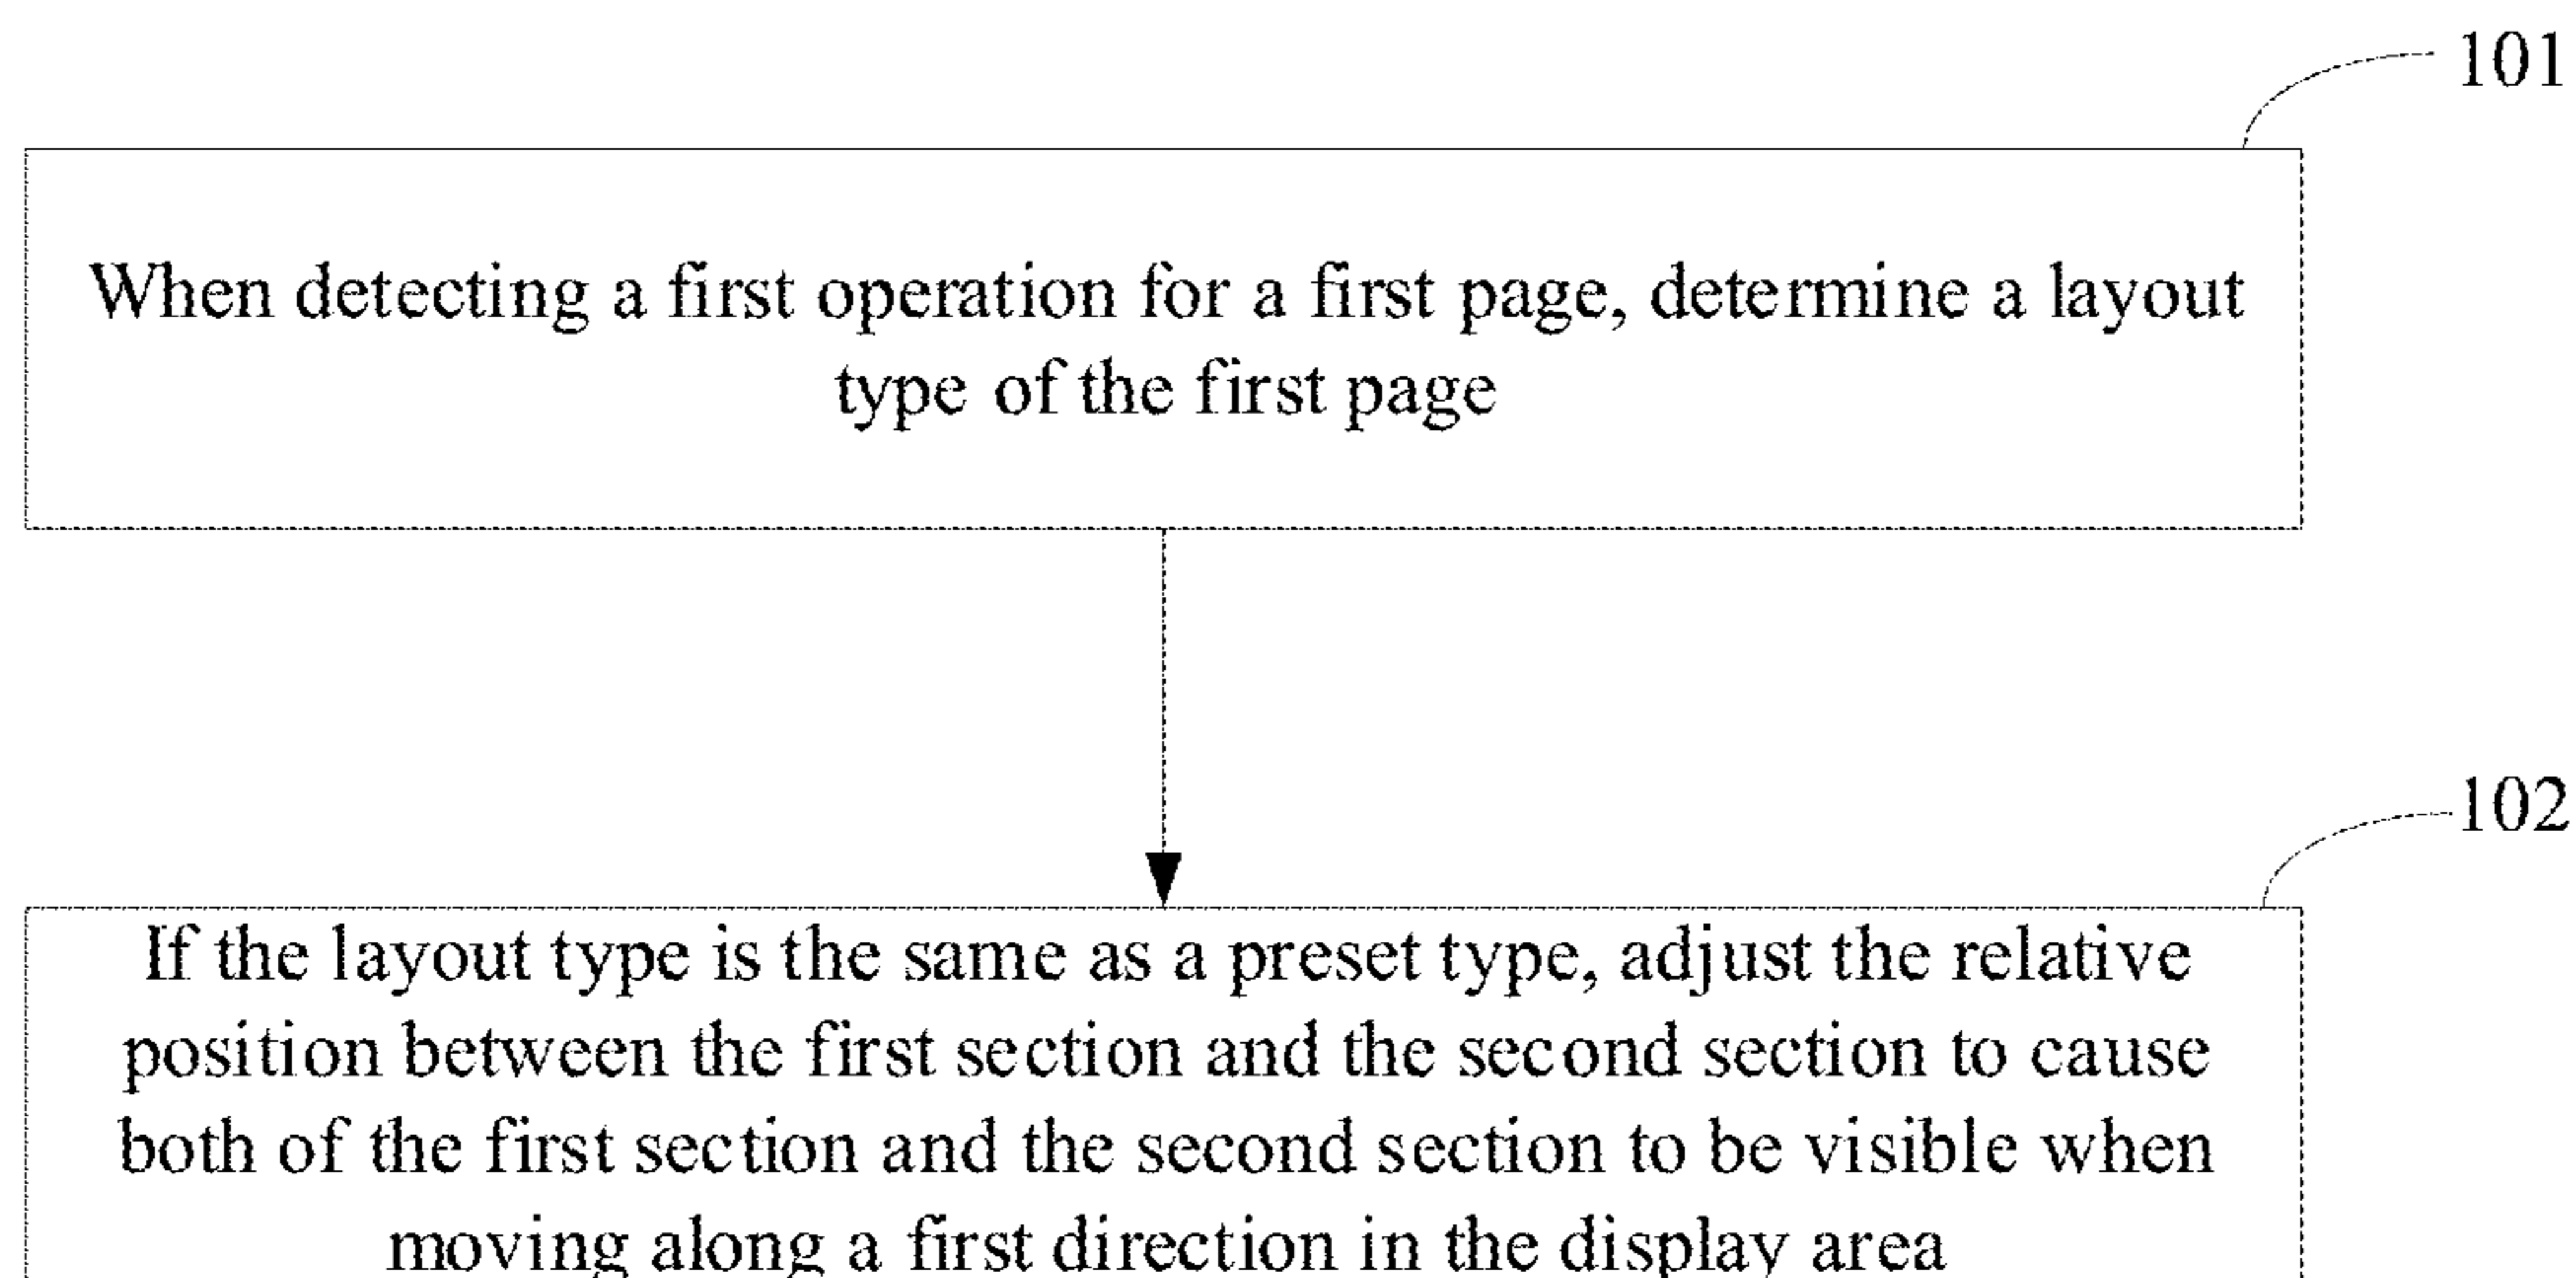 101
When detecting a first operation for a first page, determine a layout
type of the first page
102
If the layout type is the same as a preset type, adjust the relative
position between the first section and the second section to cause
both of the first section and the second section to be visible when
moving along a first direction in the display area